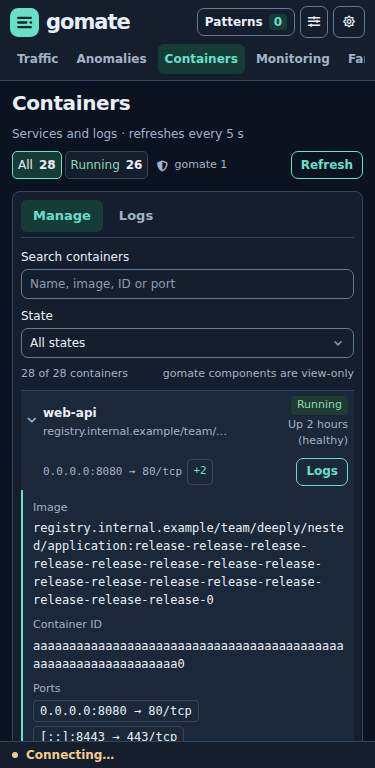 gomate
Patterns 0
Traffic Anomalies Containers Monitoring Fa
Containers
Services and logs · refreshes every 5 s
All 28 Running 26 gomate 1 Refresh
Manage Logs
Search containers
Name, image, ID or port
State
All states
28 of 28 containers gomate components are view-only
web-api Running
registry.internal.example/team/... Up 2 hours
(healthy)
0.0.0.0:8080 → 80/tcp +2 Logs
Image
registry.internal.example/team/deeply/neste
d/application:release-release-release-
release-release-release-release-release-
release-release-release-release-release-
release-release-release-0
Container ID
aaaaaaaaaaaaaaaaaaaaaaaaaaaaaaaaaaaaaaaaaaa
aaaaaaaaaaaaaaaaaaaa0
Ports
0.0.0.0:8080 → 80/tcp
[::]:8443 → 443/tcp
Connecting…